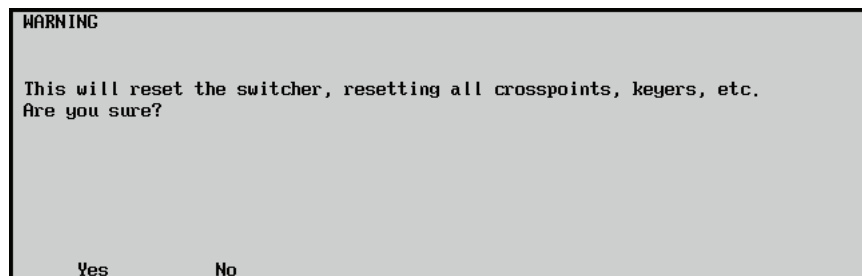 WARNING
This will reset the switcher, resetting all crosspoints, keyers, etc.
Are you sure?
Yes No